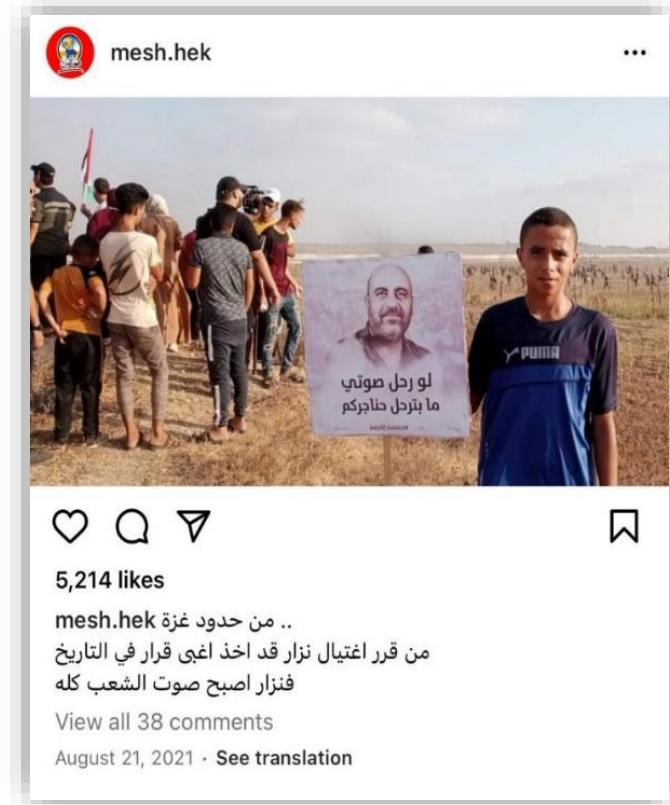 mesh.hek
PUMA
لو رحل صوتي
ما بترحل حناجركم
5,214 likes
mesh.hek من حدود غزة ..
من قرر اغتيال نزار قد اخذ اغبى قرار في التاريخ
فنزار اصبح صوت الشعب كله
View all 38 comments
August 21, 2021 · See translation